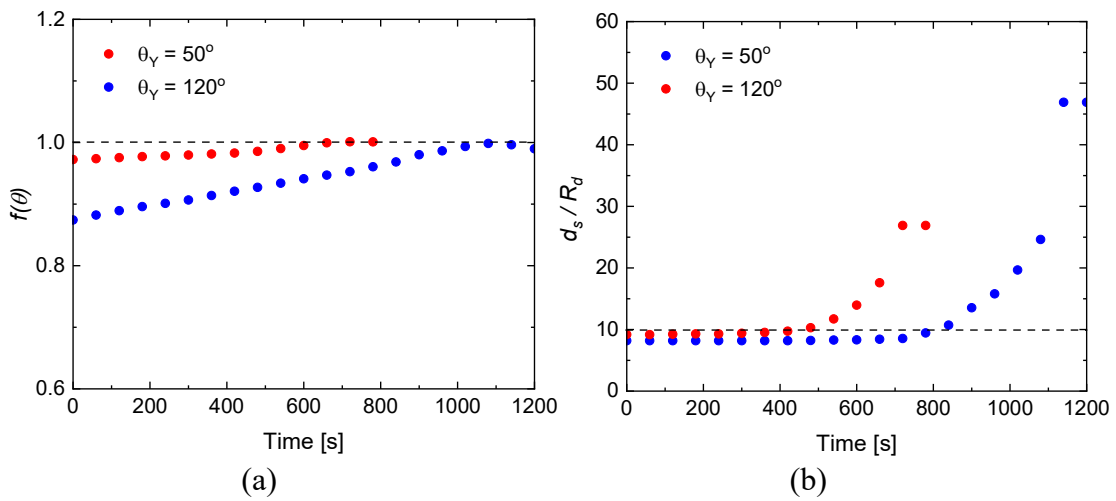 1.0
0.8
0.6
f(θ)
θY = 50o
θY = 120o
0 200 400 600 800 1000 1200
Time [s]
(a)
1.2
60
50
40
30
20
10
0
ds / Rd
θY = 50o
θY = 120o
0 200 400 600 800 1000 1200
Time [s]
(b)